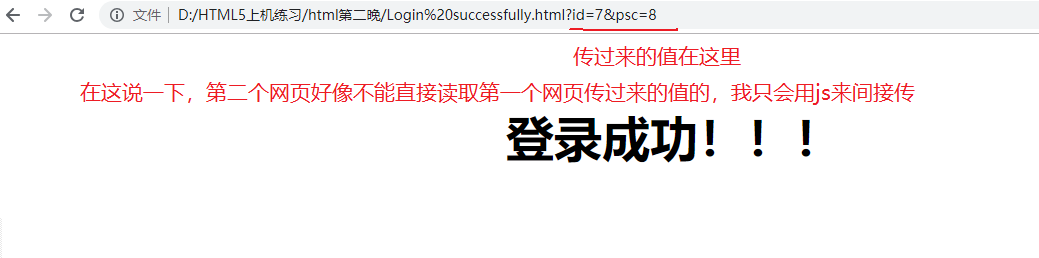 文件 D:/HTML5上机练习/html第二晚/Login%20successfully.html?id=7&psc=8
传过来的值在这里
在这说一下，第二个网页好像不能直接读取第一个网页传过来的值的，我只会用js来间接传
登录成功！！！